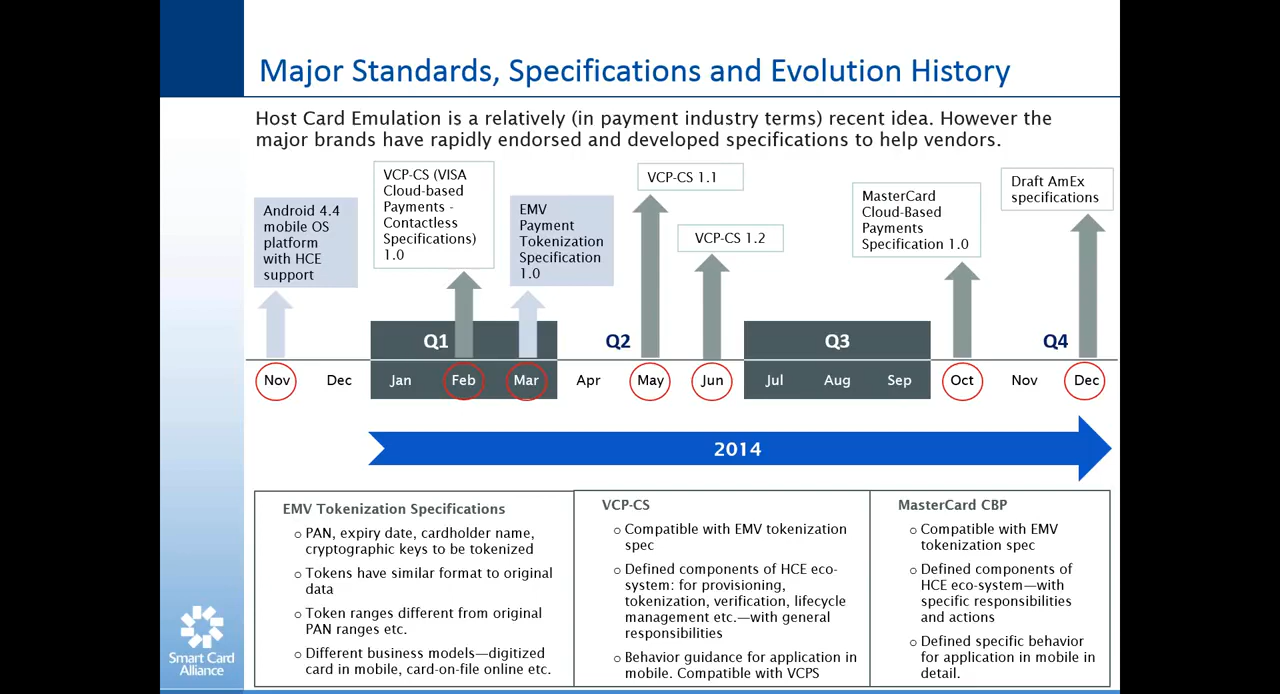 Major Standards, Specifications and Evolution History
Host Card Emulation is a relatively (in payment industry terms) recent idea. However the
major brands have rapidly endorsed and developed specifications to help vendors.
Android 4.4
mobile OS
platform
with HCE
support
VCP-CS (VISA
Cloud-based
Payments -
Contactless
Specifications)
1.0
EMV
Payment
Tokenization
Specification
1.0
VCP-CS 1.1
VCP-CS 1.2
MasterCard
Cloud-Based
Payments
Specification 1.0
Draft AmEx
specifications
Q1
Q2
Q3
Q4
Nov
Dec
Jan
Feb
Mar
Apr
May
Jun
Jul
Aug
Sep
Oct
Nov
Dec
2014
EMV Tokenization Specifications
o PAN, expiry date, cardholder name,
cryptographic keys to be tokenized
o Tokens have similar format to original
data
o Token ranges different from original
PAN ranges etc.
o Different business models—digitized
card in mobile, card-on-file online etc.
VCP-CS
o Compatible with EMV tokenization
spec
o Defined components of HCE eco-
system: for provisioning,
tokenization, verification, lifecycle
management etc.—with general
responsibilities
o Behavior guidance for application in
mobile. Compatible with VCPS
MasterCard CBP
o Compatible with EMV
tokenization spec
o Defined components of
HCE eco-system—with
specific responsibilities
and actions
o Defined specific behavior
for application in mobile in
detail.
Smart Card
Alliance